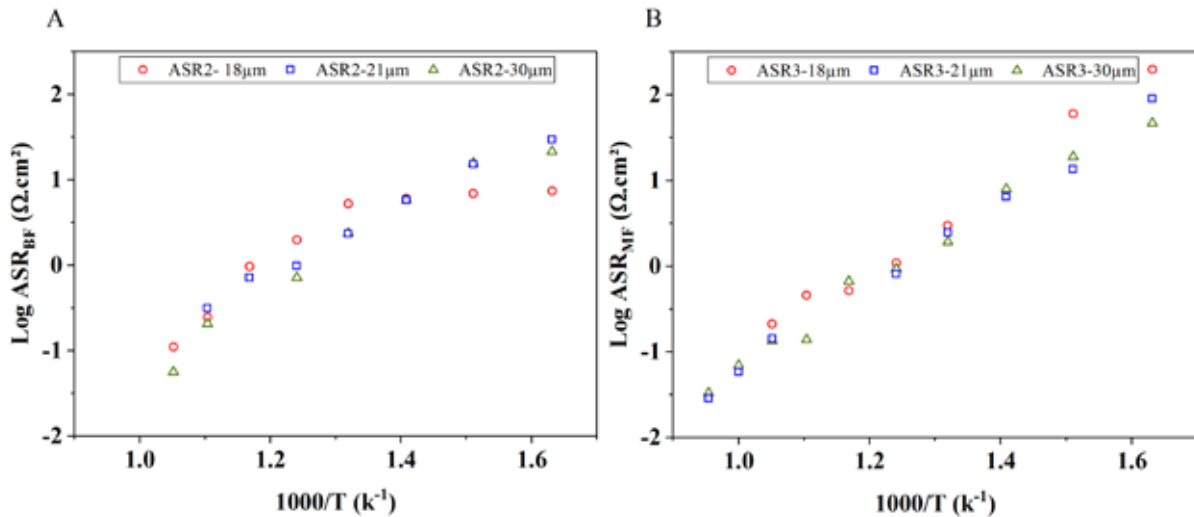 A
ASR2- 18µm ASR2-21µm ASR2-30µm
2
1
0
-1
-2
1.0 1.2 1.4 1.6
Log ASR_BF (Ω.cm²)
1000/T (k⁻¹)
B
ASR3-18µm ASR3-21µm ASR3-30µm
2
1
0
-1
-2
1.0 1.2 1.4 1.6
Log ASR_MF (Ω.cm²)
1000/T (k⁻¹)